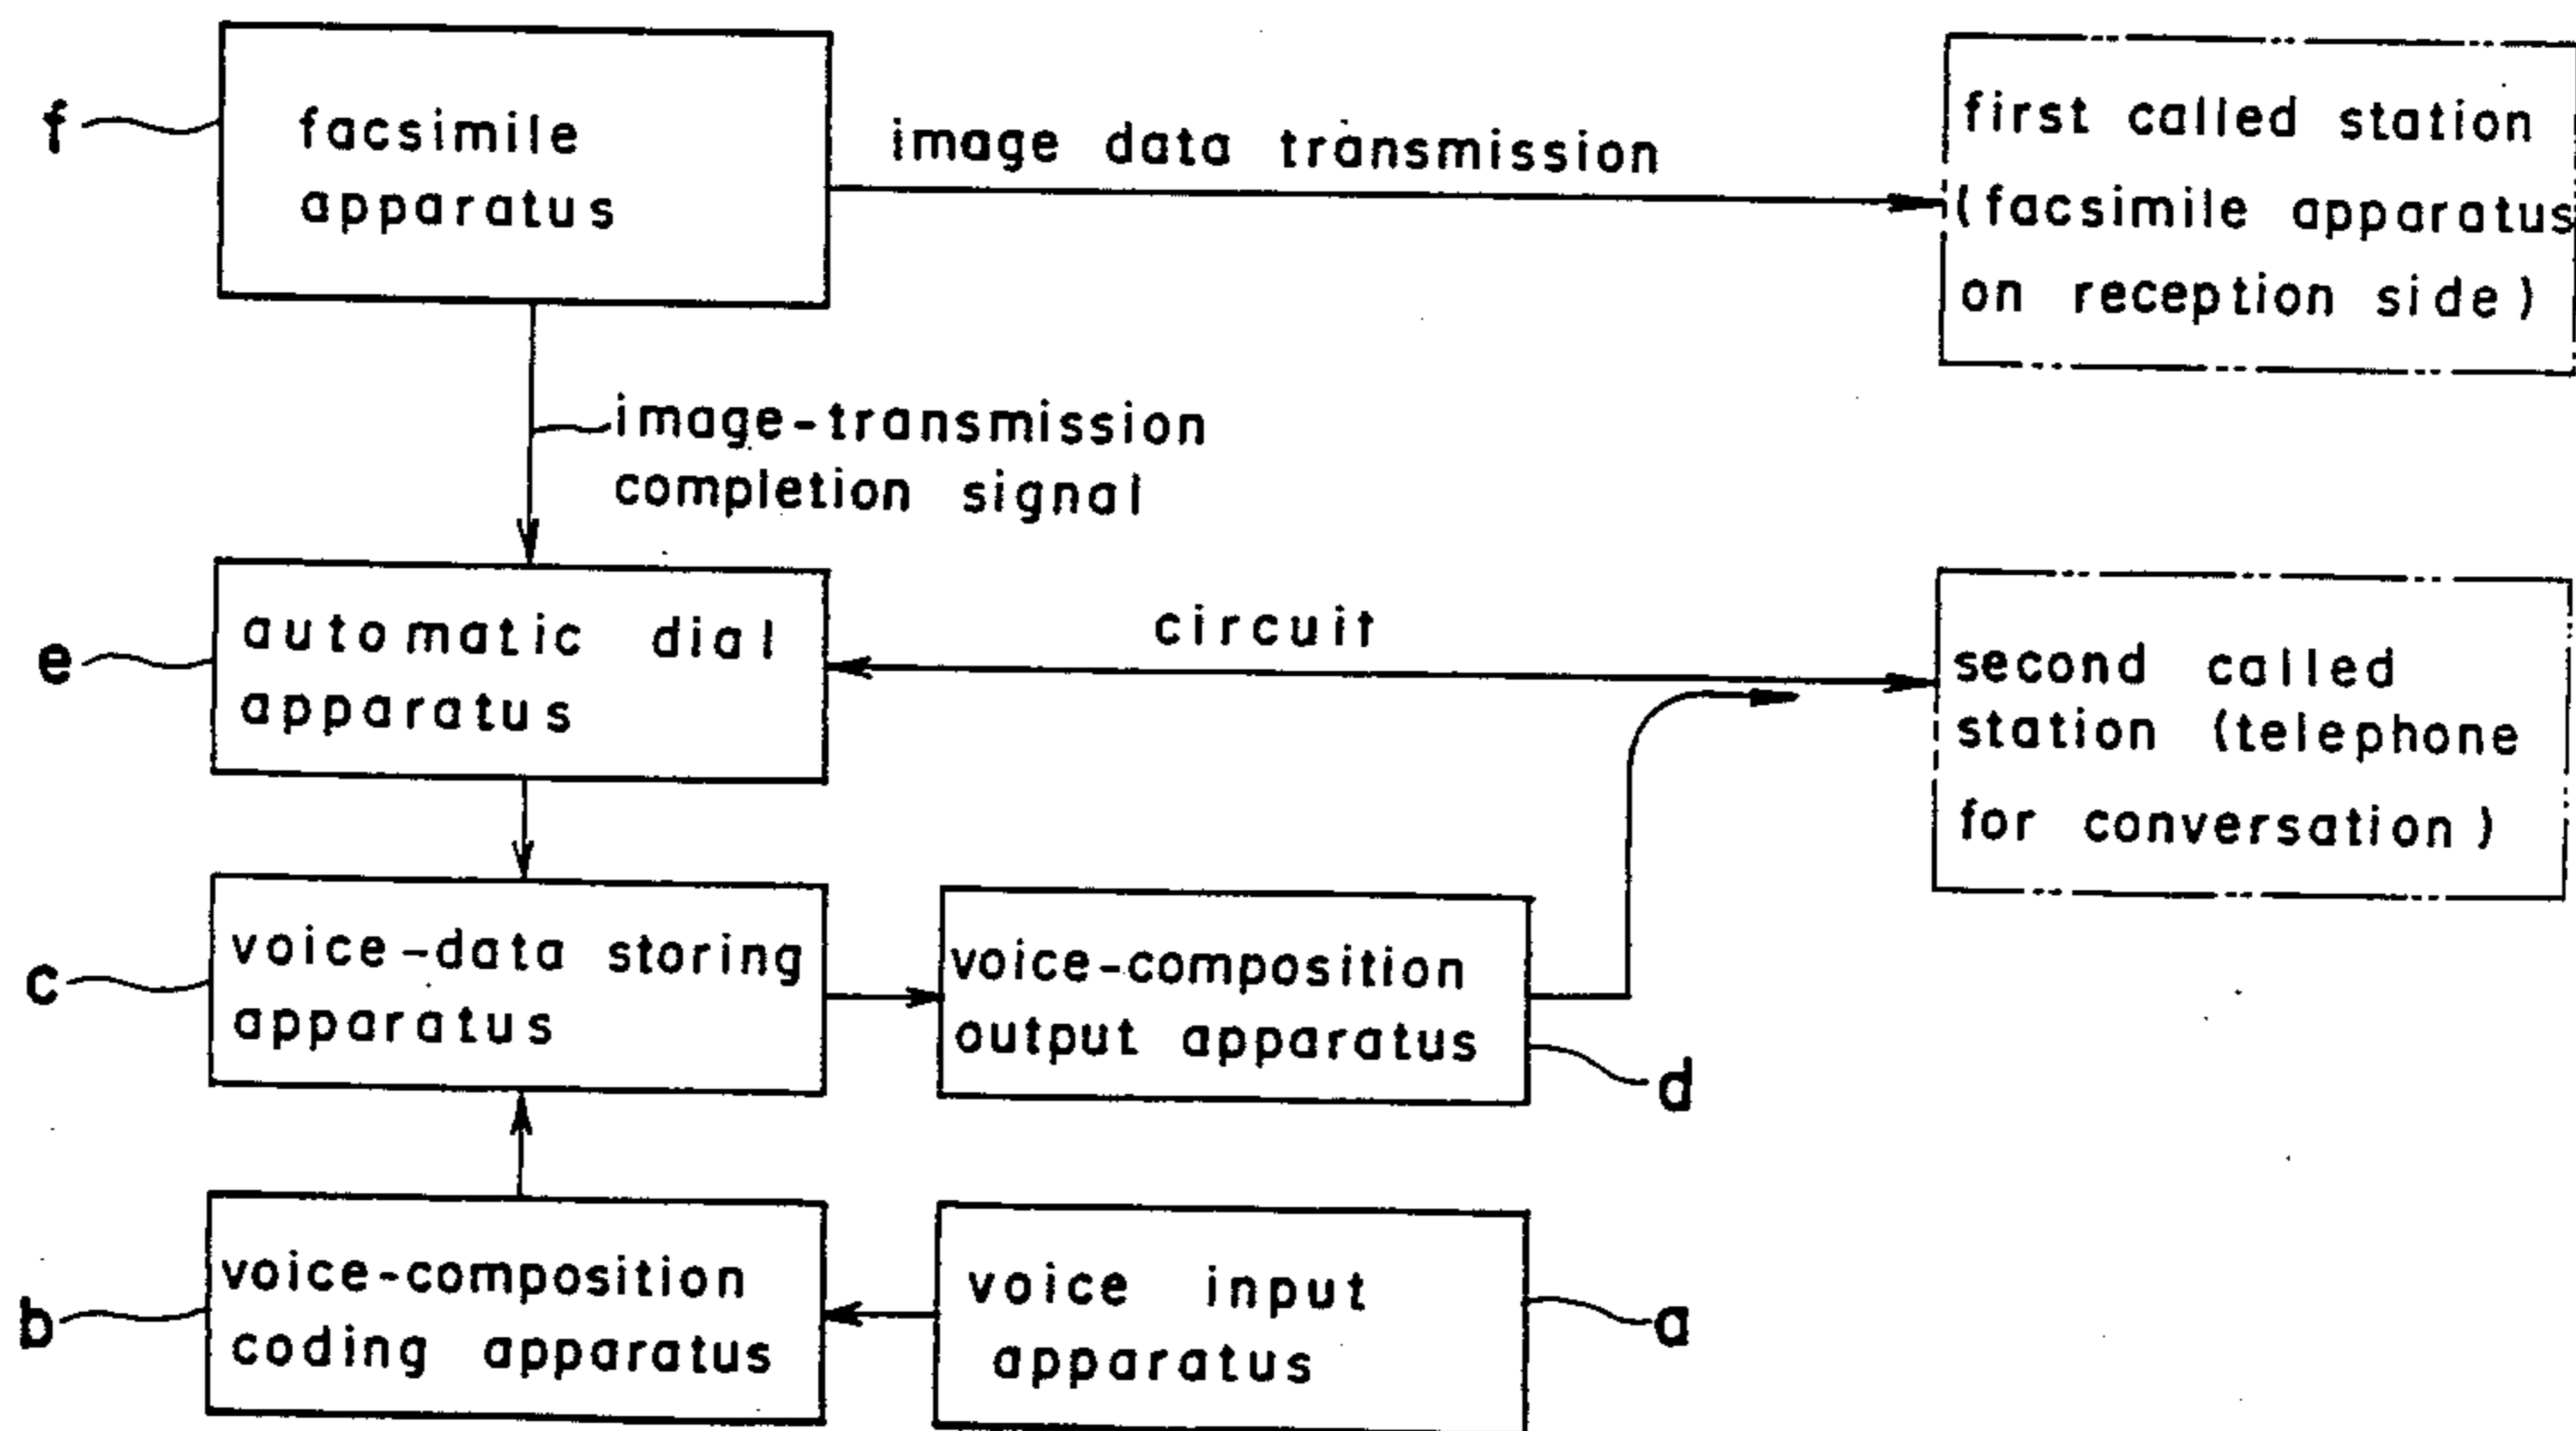 f
facsimile
apparatus
image data transmission
first called station
(facsimile apparatus
on reception side)
image-transmission
completion signal
e
automatic dial
apparatus
circuit
second called
station (telephone
for conversation)
c
voice-data storing
apparatus
voice-composition
output apparatus
d
b
voice-composition
coding apparatus
voice input
apparatus
a